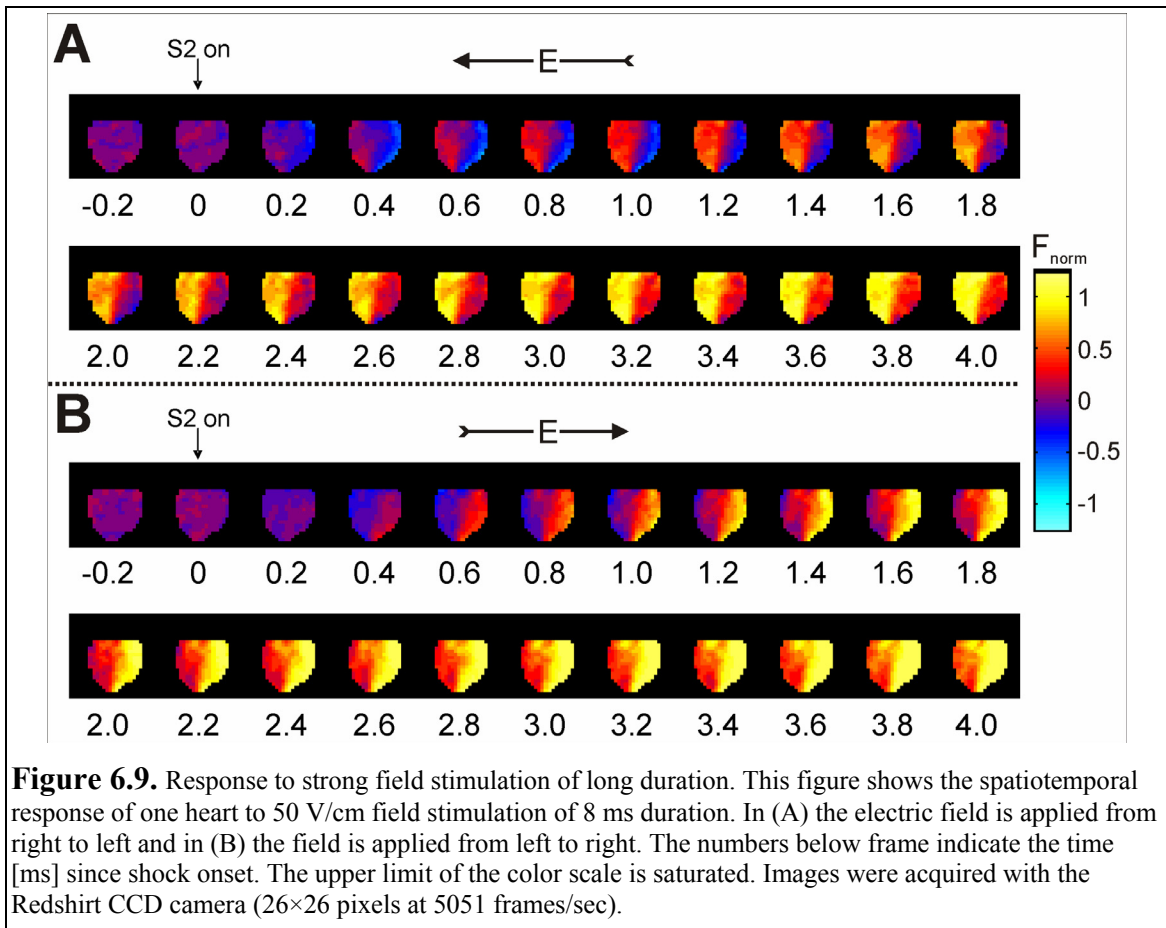 A
S2 on
E
-0.2 0 0.2 0.4 0.6 0.8 1.0 1.2 1.4 1.6 1.8
2.0 2.2 2.4 2.6 2.8 3.0 3.2 3.4 3.6 3.8 4.0
F norm
1
0.5
0
-0.5
-1
B
S2 on
E
-0.2 0 0.2 0.4 0.6 0.8 1.0 1.2 1.4 1.6 1.8
2.0 2.2 2.4 2.6 2.8 3.0 3.2 3.4 3.6 3.8 4.0
Figure 6.9. Response to strong field stimulation of long duration. This figure shows the spatiotemporal
response of one heart to 50 V/cm field stimulation of 8 ms duration. In (A) the electric field is applied from
right to left and in (B) the field is applied from left to right. The numbers below frame indicate the time
[ms] since shock onset. The upper limit of the color scale is saturated. Images were acquired with the
Redshirt CCD camera (26×26 pixels at 5051 frames/sec).